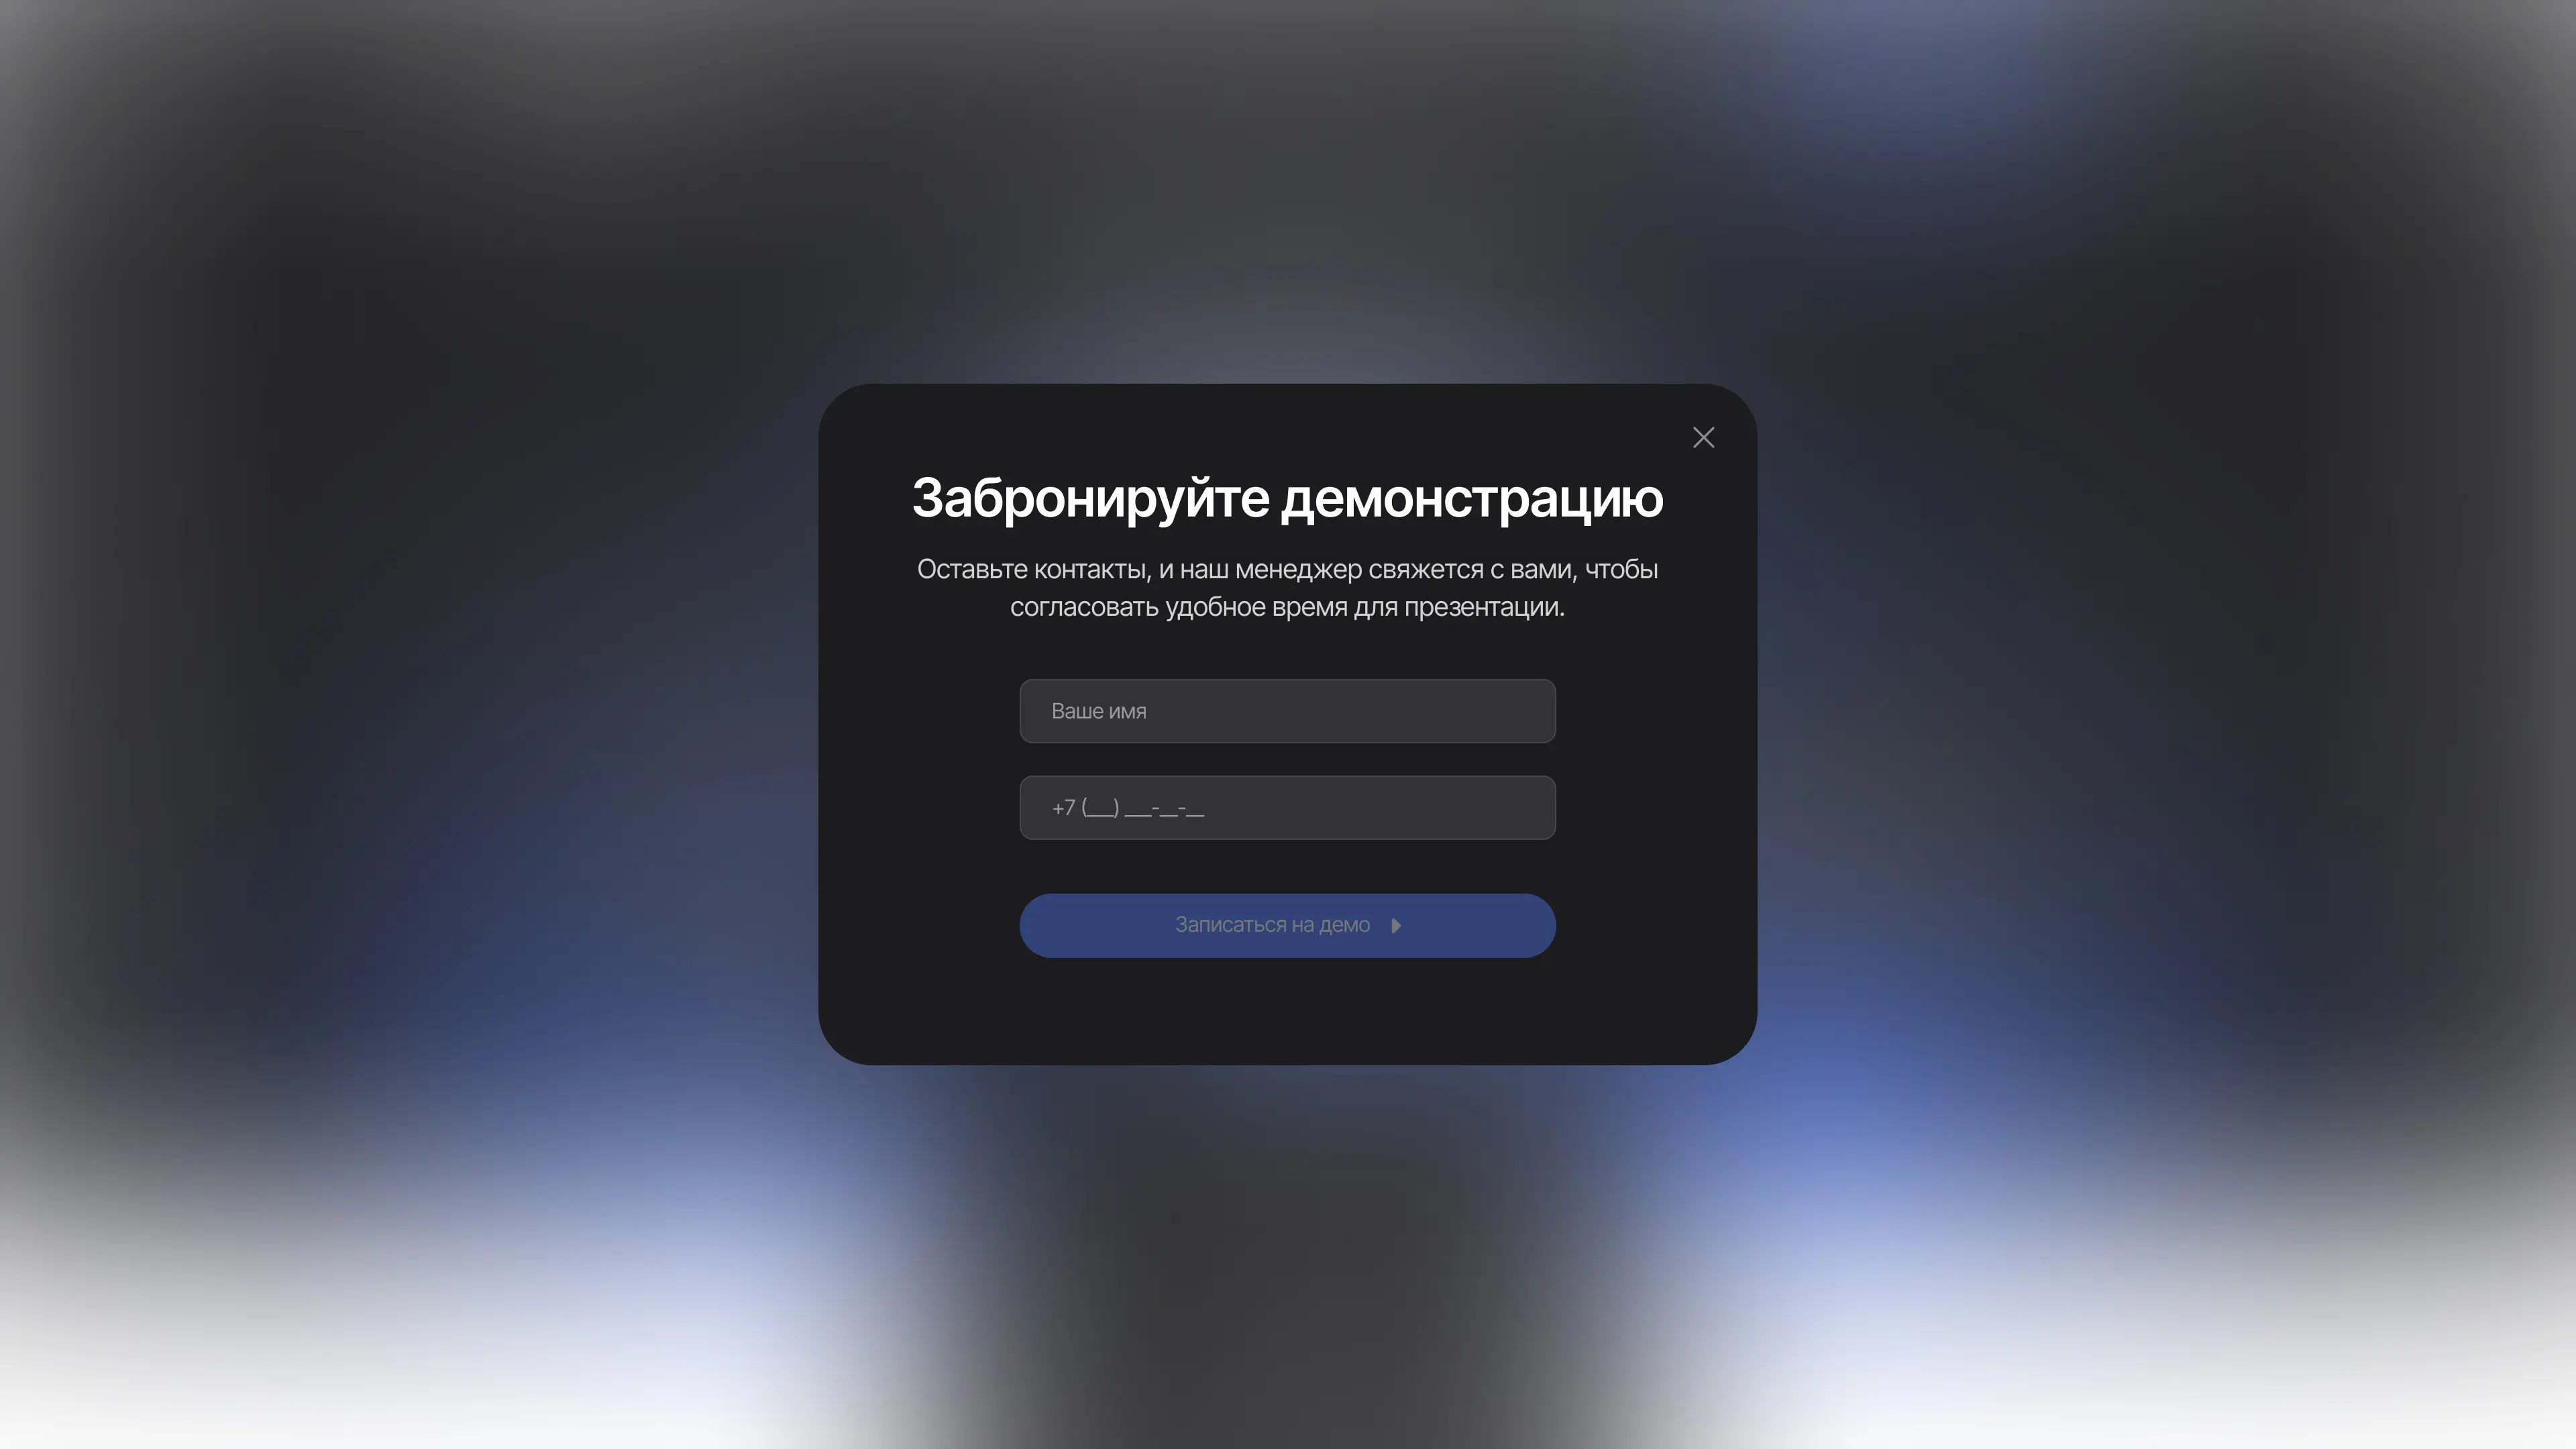 Забронируйте демонстрацию
Оставьте контакты, и наш менеджер свяжется с вами, чтобы
согласовать удобное время для презентации.
Ваше имя
+7 (___) ___-__-__
Записаться на демо